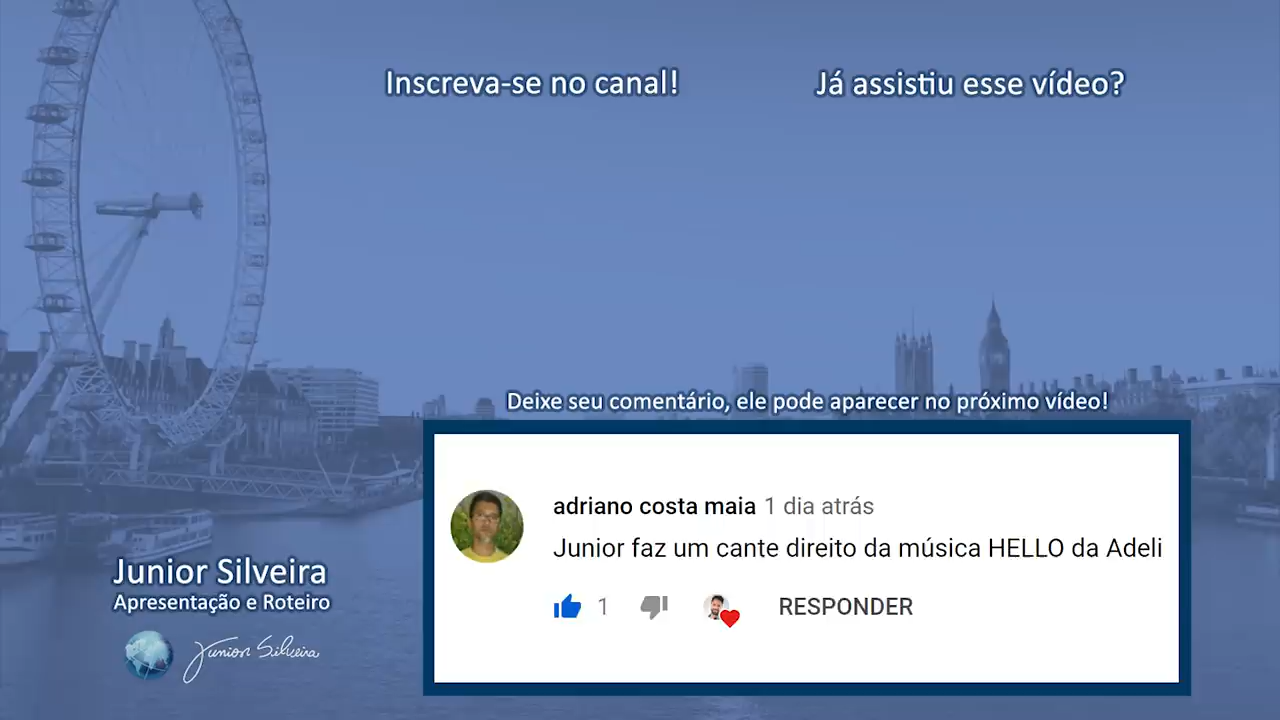 Inscreva-se no canal!
Já assistiu esse vídeo?
Deixe seu comentário, ele pode aparecer no próximo vídeo!
adriano costa maia 1 dia atrás
Junior faz um cante direito da música HELLO da Adeli
1
RESPONDER
Junior Silveira
Apresentação e Roteiro
Junior Silveira